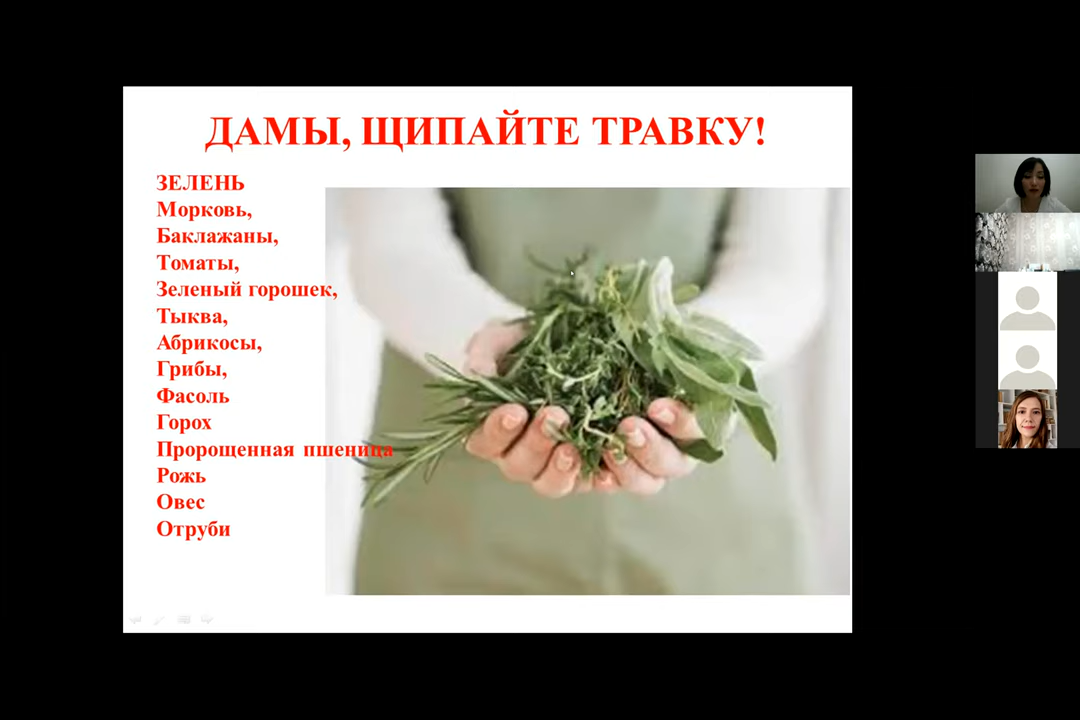 ДАМЫ, ЩИПАЙТЕ ТРАВКУ!
ЗЕЛЕНЬ
Морковь,
Баклажаны,
Томаты,
Зеленый горошек,
Тыква,
Абрикосы,
Грибы,
Фасоль
Горох
Пророщенная пшеница
Рожь
Овес
Отруби